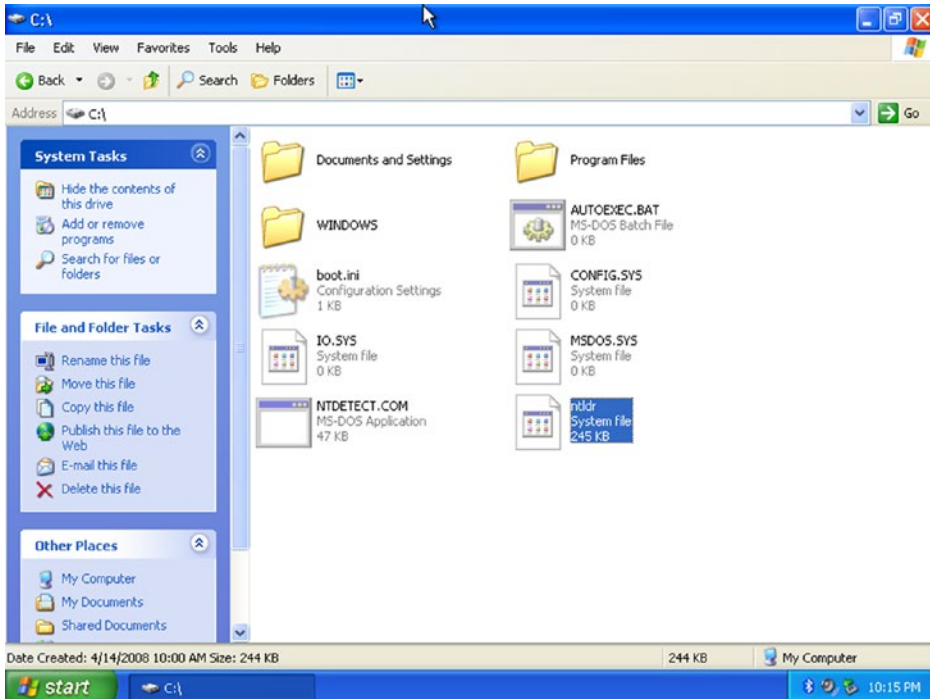 C:\
File Edit View Favorites Tools Help
Back Search Folders
Address C:\ Go
System Tasks
Hide the contents of
this drive
Add or remove
programs
Search for files or
folders
File and Folder Tasks
Rename this file
Move this file
Copy this file
Publish this file to the
Web
E-mail this file
Delete this file
Other Places
My Computer
My Documents
Shared Documents
Documents and Settings
Program Files
WINDOWS
AUTOEXEC.BAT
MS-DOS Batch File
0 KB
boot.ini
Configuration Settings
1 KB
CONFIG.SYS
System file
0 KB
IO.SYS
System file
0 KB
MSDOS.SYS
System file
0 KB
NTDETECT.COM
MS-DOS Application
47 KB
ntldr
System file
245 KB
Date Created: 4/14/2008 10:00 AM Size: 244 KB 244 KB My Computer
start C:\ 10:15 PM